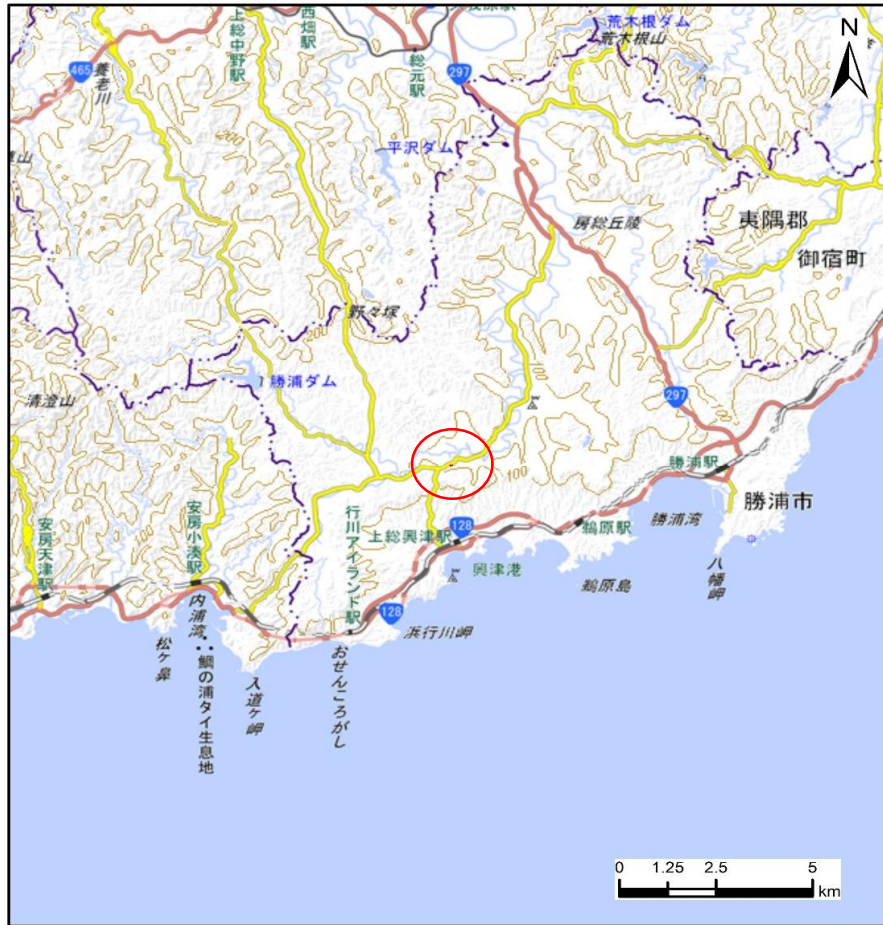 荒木根ダム
荒木根山
N
西畑駅
上総中野駅
総元駅
465
養老川
297
200
平沢ダム
房総丘陵
夷隅郡
御宿町
野々塚
200
勝浦ダム
清澄山
297
100
勝浦駅
勝浦市
安房天津駅
安房小湊駅
行川アイランド駅
上総興津駅
128
鵜原駅
勝浦湾
興津港
八幡岬
鵜原島
128
浜行川岬
内浦湾
松ヶ鼻
鯛の浦タイ生息地
入道ヶ岬
おせんころがし
0 1.25 2.5 5
km